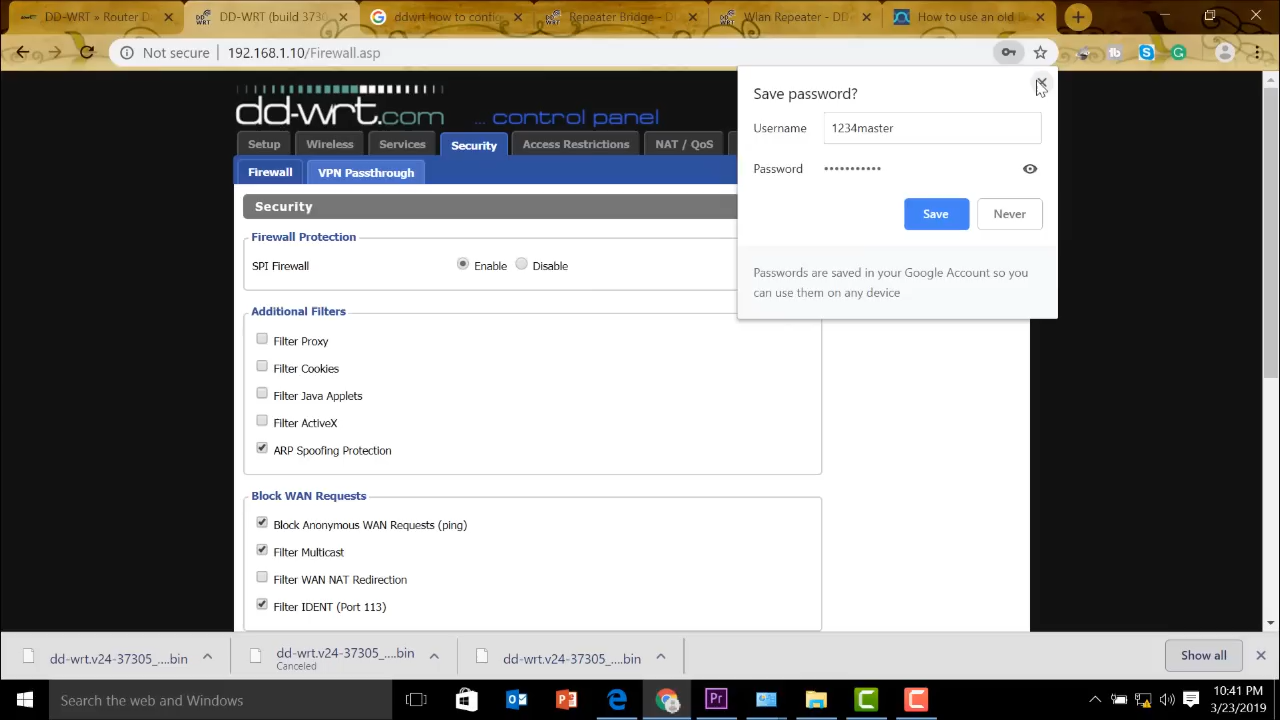 DD-WRT - Router D
DD-WRT (build 3730
ddwrt how to contic
Repeater Bridge – D
Wlan Repeater - DD
How to use an old
Not secure
192.168.1.10/Firewall.asp
dd-wrt.com ... control panel
Setup
Wireless
Services
Security
Access Restrictions
NAT / QoS
Firewall
VPN Passthrough
Security
Firewall Protection
SPI Firewall
Enable
Disable
Additional Filters
Filter Proxy
Filter Cookies
Filter Java Applets
Filter ActiveX
ARP Spoofing Protection
Block WAN Requests
Block Anonymous WAN Requests (ping)
Filter Multicast
Filter WAN NAT Redirection
Filter IDENT (Port 113)
Save password?
Username
1234master
Password
•••••••••••
Save
Never
Passwords are saved in your Google Account so you
can use them on any device
dd-wrt.v24-37305_....bin
dd-wrt.v24-37305_....bin
Canceled
dd-wrt.v24-37305_....bin
Show all
Search the web and Windows
10:41 PM
3/23/2019